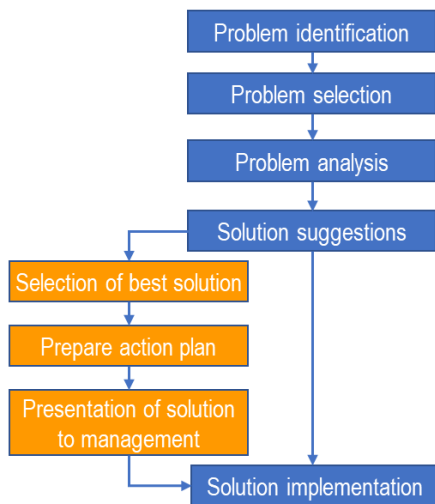 Problem identification
Problem selection
Problem analysis
Solution suggestions
Selection of best solution
Prepare action plan
Presentation of solution
to management
Solution implementation